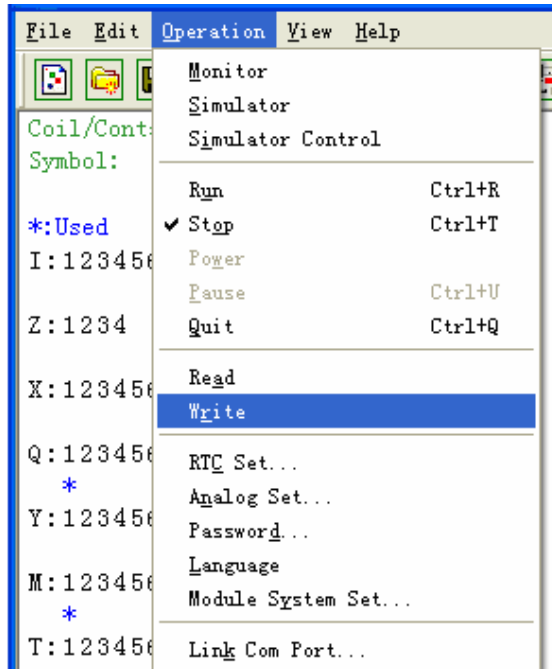 File Edit Operation View Help
Monitor
Simulator
Coil/Cont
Simulator Control
Symbol:
Run Ctrl+R
*:Used ✔ Stop Ctrl+T
I:123456 Power
Pause Ctrl+U
Z:1234 Quit Ctrl+Q
Read
X:123456
Write
Q:123456 RTC Set...
* Analog Set...
Y:123456 Password...
Language
M:123456 Module System Set...
*
T:123456 Link Com Port...